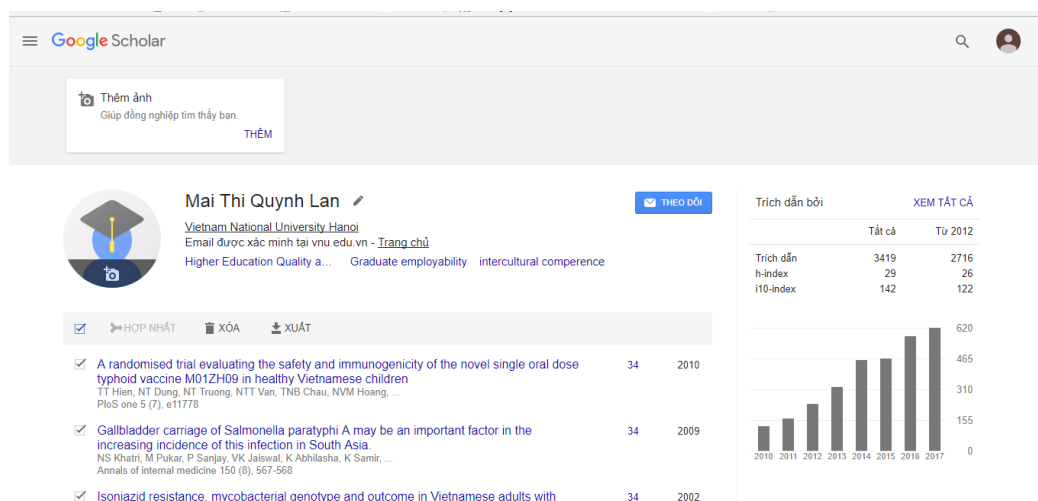 Google Scholar
Thêm ảnh
Giúp đồng nghiệp tìm thấy bạn.
THÊM
Mai Thi Quynh Lan
THEO DÕI
Vietnam National University Hanoi
Email được xác minh tại vnu.edu.vn - Trang chủ
Higher Education Quality a... Graduate employability intercultural comperence
HỢP NHẤT XÓA XUẤT
A randomised trial evaluating the safety and immunogenicity of the novel single oral dose 34 2010
typhoid vaccine M01ZH09 in healthy Vietnamese children
TT Hien, NT Dung, NT Truong, NTT Van, TNB Chau, NVM Hoang, ...
PloS one 5 (7), e11778
Gallbladder carriage of Salmonella paratyphi A may be an important factor in the 34 2009
increasing incidence of this infection in South Asia.
NS Khatri, M Pukar, P Sanjay, VK Jaiswal, K Abhilasha, K Samir, ...
Annals of internal medicine 150 (8), 567-568
Isoniazid resistance, mycobacterial genotype and outcome in Vietnamese adults with 34 2002
Trích dẫn bởi XEM TẤT CẢ
Tất cả Từ 2012
Trích dẫn 3419 2716
h-index 29 26
i10-index 142 122
620
465
310
155
0
2010 2011 2012 2013 2014 2015 2016 2017